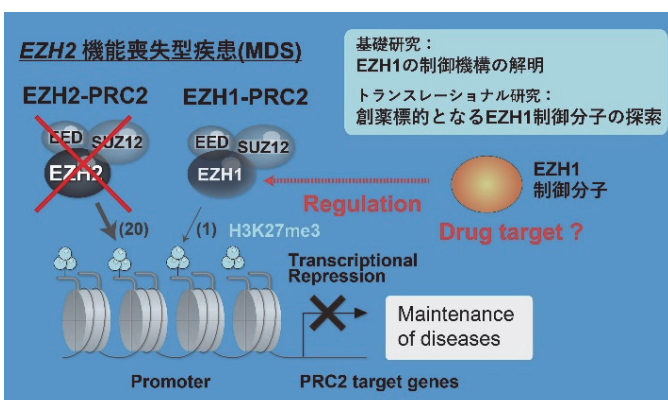 EZH2 機能喪失型疾患(MDS)
EZH2-PRC2
EZH1-PRC2
EED
SUZ12
EZH2
EED
SUZ12
EZH1
基礎研究：
EZH1の制御機構の解明
トランスレーショナル研究：
創薬標的となるEZH1制御分子の探索
EZH1
制御分子
Regulation
Drug target ?
(20)
(1)
H3K27me3
Transcriptional
Repression
Maintenance
of diseases
Promoter
PRC2 target genes